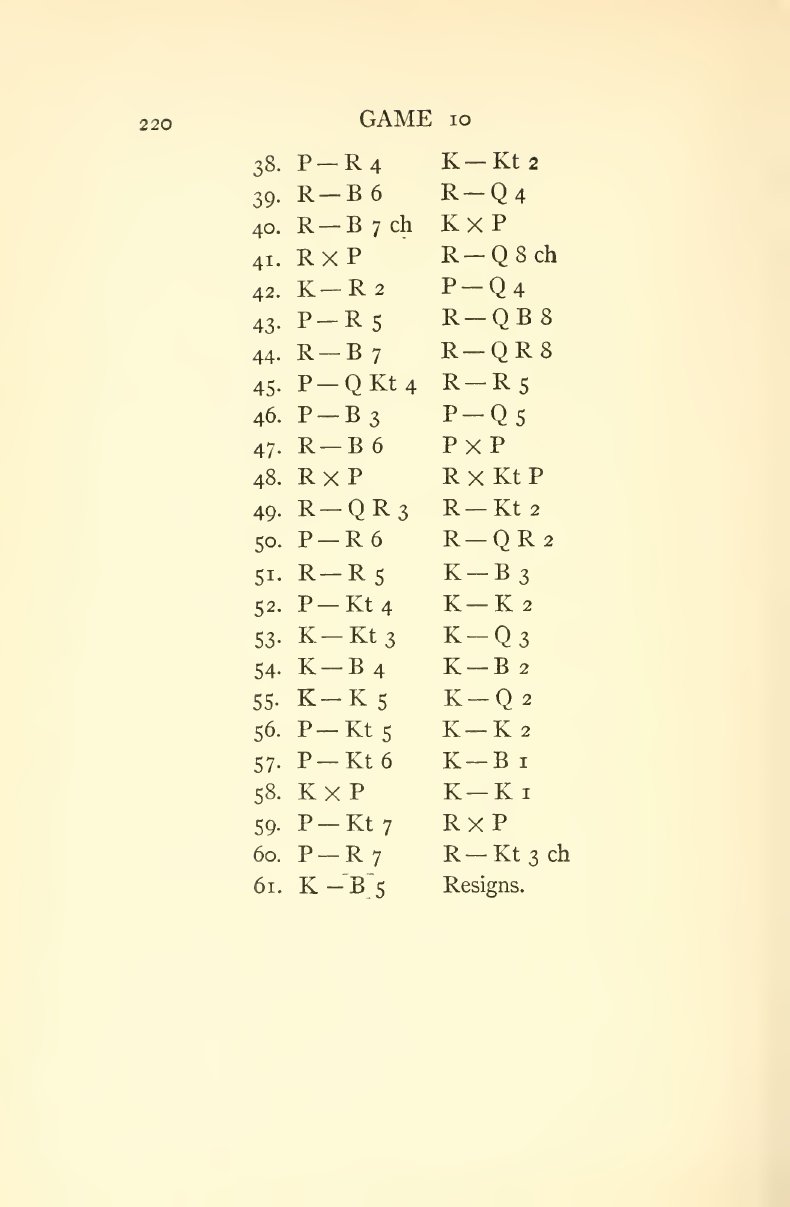 220 GAME 10
38. P—R 4 K—Kt 2
39. R—B 6 R—Q 4
40. R—B 7 ch K × P
41. R × P R—Q 8 ch
42. K—R 2 P—Q 4
43. P—R 5 R—Q B 8
44. R—B 7 R—Q R 8
45. P—Q Kt 4 R—R 5
46. P—B 3 P—Q 5
47. R—B 6 P × P
48. R × P R × Kt P
49. R—Q R 3 R—Kt 2
50. P—R 6 R—Q R 2
51. R—R 5 K—B 3
52. P—Kt 4 K—K 2
53. K—Kt 3 K—Q 3
54. K—B 4 K—B 2
55. K—K 5 K—Q 2
56. P—Kt 5 K—K 2
57. P—Kt 6 K—B 1
58. K × P K—K 1
59. P—Kt 7 R × P
60. P—R 7 R—Kt 3 ch
61. K—B 5 Resigns.